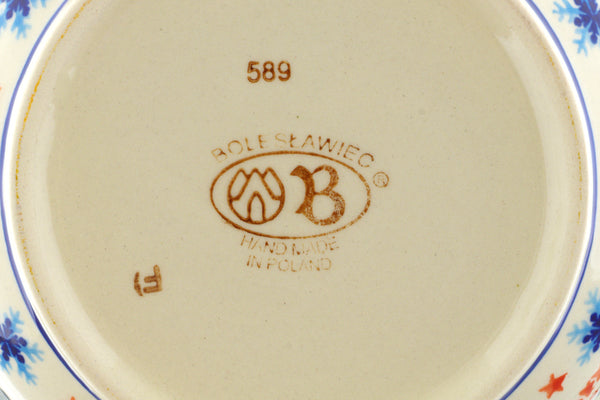 589
BOLESŁAWIEC®
B
HAND MADE
IN POLAND
F)